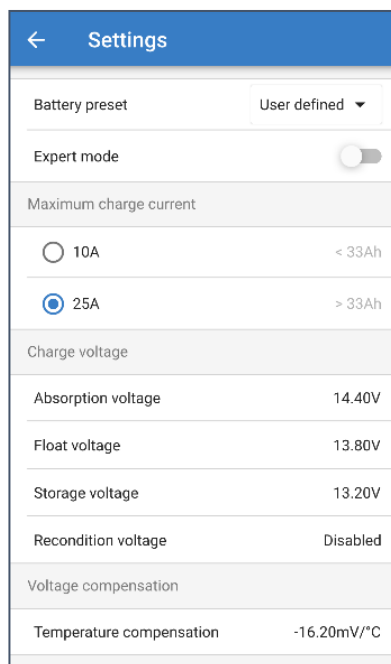 Settings
Battery preset User defined
Expert mode
Maximum charge current
10A < 33Ah
25A > 33Ah
Charge voltage
Absorption voltage 14.40V
Float voltage 13.80V
Storage voltage 13.20V
Recondition voltage Disabled
Voltage compensation
Temperature compensation -16.20mV/°C